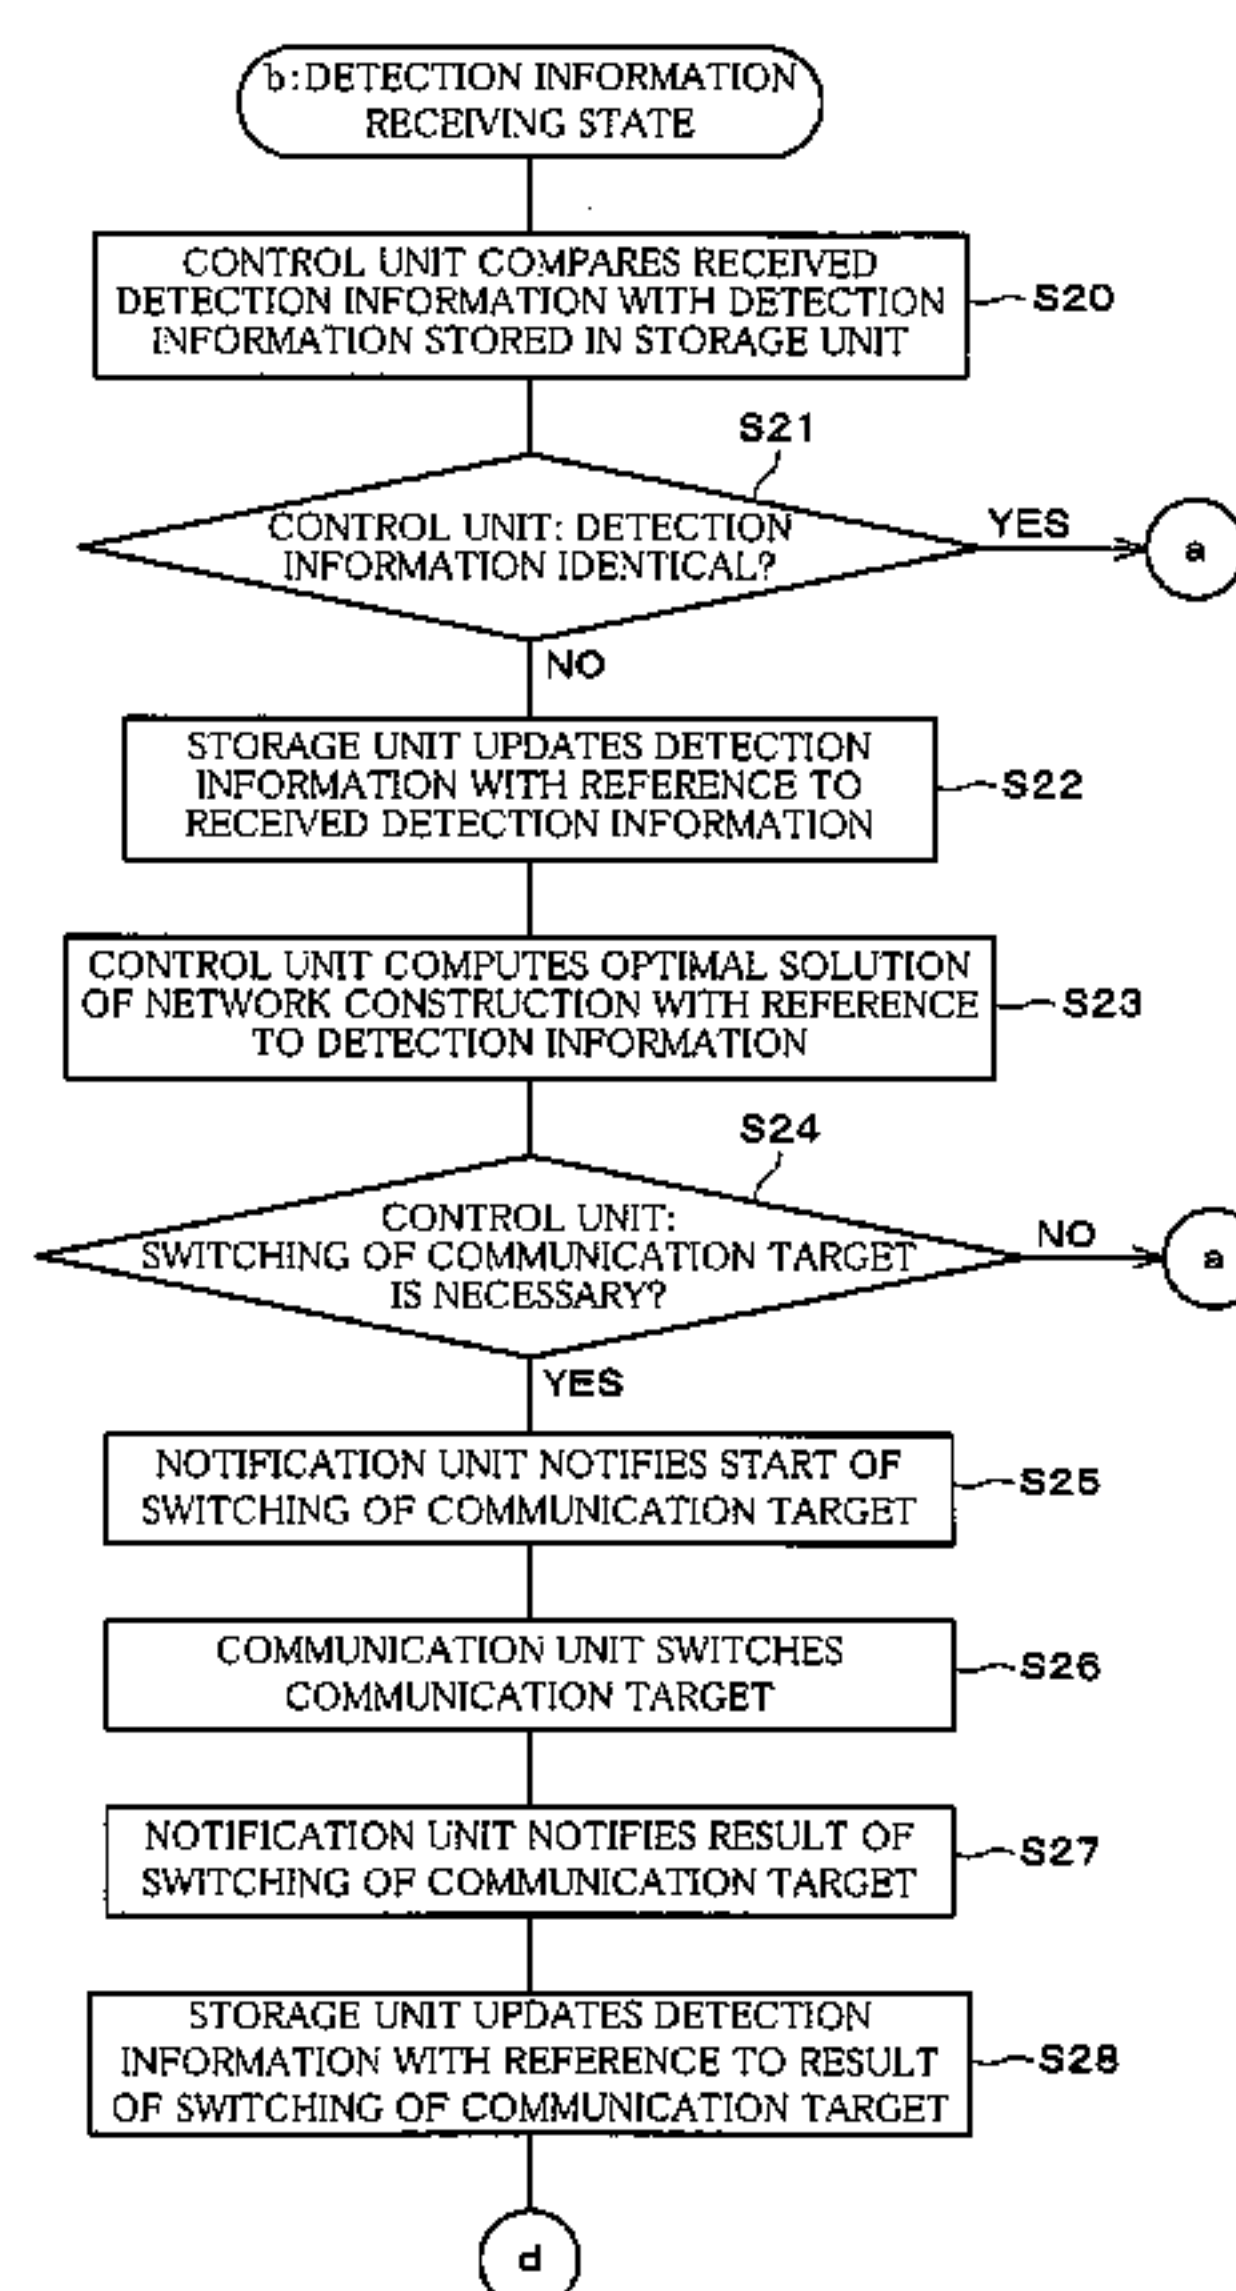 b:DETECTION INFORMATION
RECEIVING STATE
CONTROL UNIT COMPARES RECEIVED
DETECTION INFORMATION WITH DETECTION
INFORMATION STORED IN STORAGE UNIT
S20
S21
CONTROL UNIT: DETECTION
INFORMATION IDENTICAL?
YES
a
NO
STORAGE UNIT UPDATES DETECTION
INFORMATION WITH REFERENCE TO
RECEIVED DETECTION INFORMATION
S22
CONTROL UNIT COMPUTES OPTIMAL SOLUTION
OF NETWORK CONSTRUCTION WITH REFERENCE
TO DETECTION INFORMATION
S23
S24
CONTROL UNIT:
SWITCHING OF COMMUNICATION TARGET
IS NECESSARY?
NO
a
YES
NOTIFICATION UNIT NOTIFIES START OF
SWITCHING OF COMMUNICATION TARGET
S25
COMMUNICATION UNIT SWITCHES
COMMUNICATION TARGET
S26
NOTIFICATION UNIT NOTIFIES RESULT OF
SWITCHING OF COMMUNICATION TARGET
S27
STORAGE UNIT UPDATES DETECTION
INFORMATION WITH REFERENCE TO RESULT
OF SWITCHING OF COMMUNICATION TARGET
S28
d